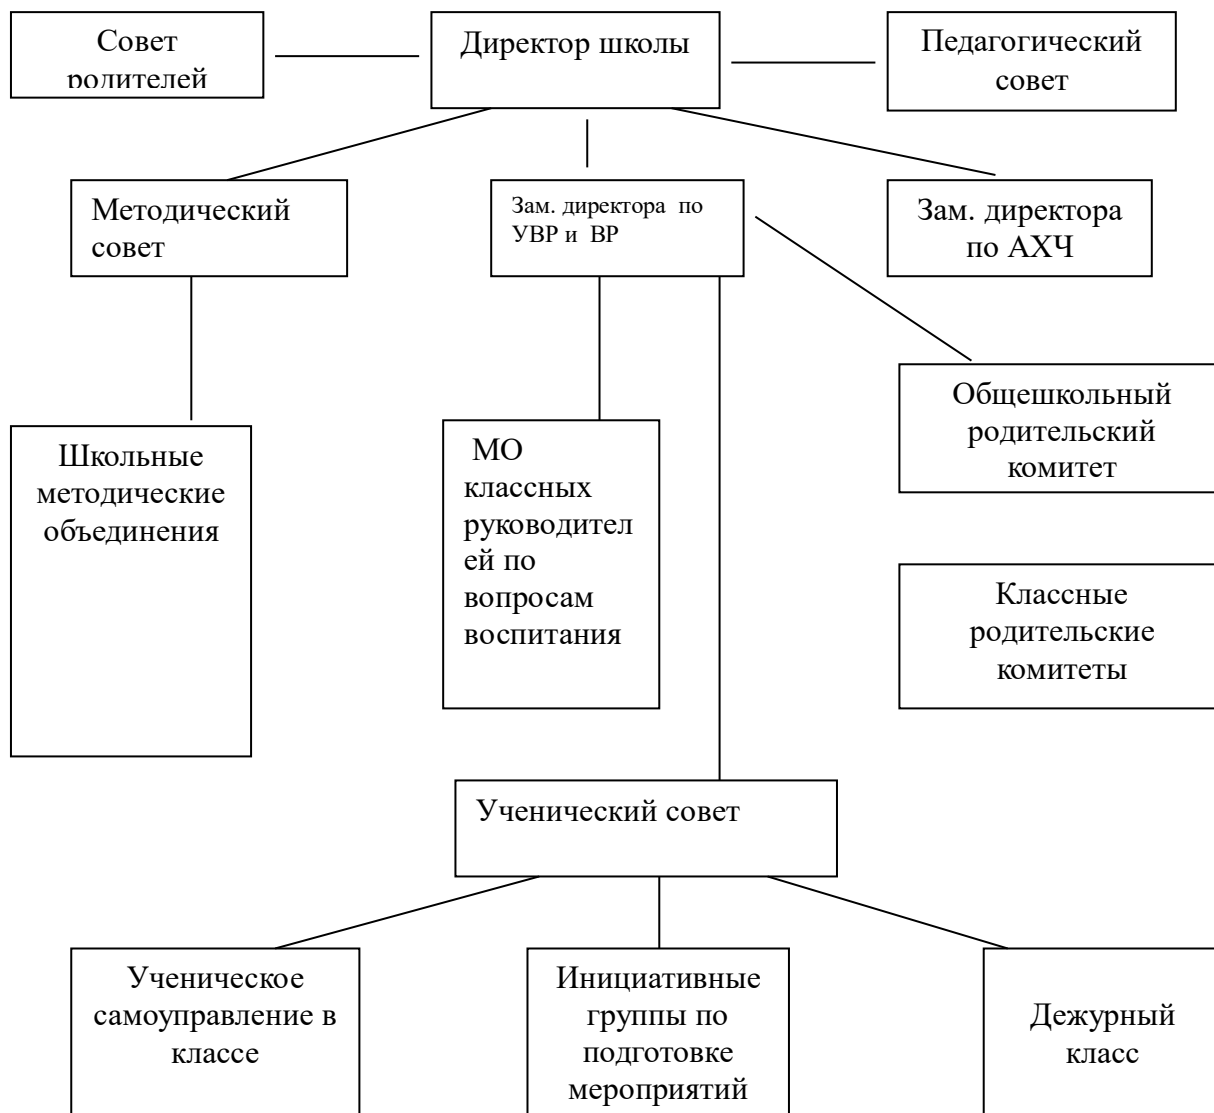 Совет
родителей
Директор школы
Педагогический
совет
Методический
совет
Зам. директора по
УВР и ВР
Зам. директора
по АХЧ
Общешкольный
родительский
комитет
Школьные
методические
объединения
МО
классных
руководител
ей по
вопросам
воспитания
Классные
родительские
комитеты
Ученический совет
Ученическое
самоуправление в
классе
Инициативные
группы по
подготовке
мероприятий
Дежурный
класс